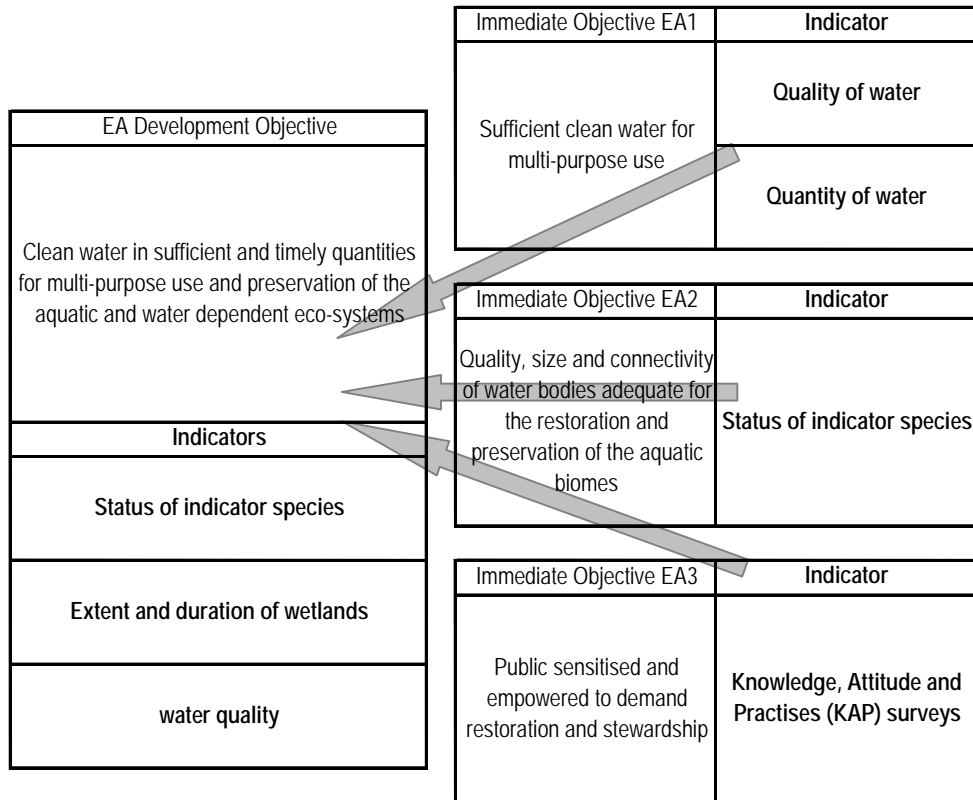 EA Development Objective
Clean water in sufficient and timely quantities
for multi-purpose use and preservation of the
aquatic and water dependent eco-systems
Indicators
Status of indicator species
Extent and duration of wetlands
water quality
Immediate Objective EA1
Indicator
Sufficient clean water for
multi-purpose use
Quality of water
Quantity of water
Immediate Objective EA2
Indicator
Quality, size and connectivity
of water bodies adequate for
the restoration and
preservation of the aquatic
biomes
Status of indicator species
Immediate Objective EA3
Indicator
Public sensitised and
empowered to demand
restoration and stewardship
Knowledge, Attitude and
Practises (KAP) surveys